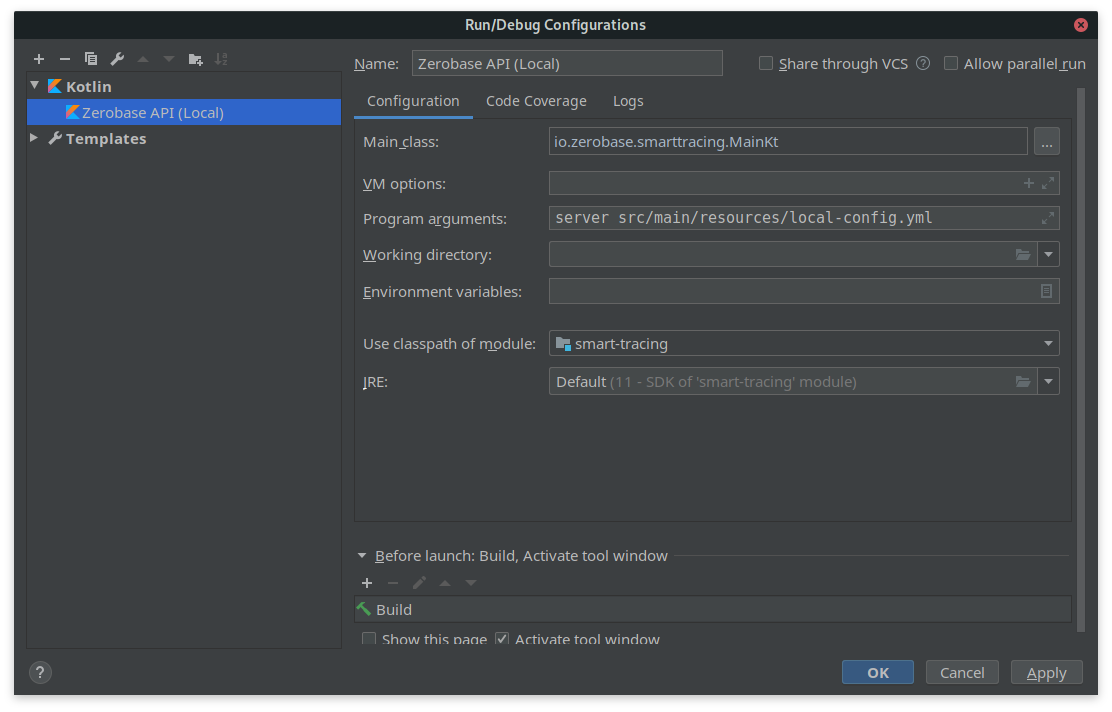 Run/Debug Configurations
Name: Zerobase API (Local) Share through VCS ? Allow parallel run
Kotlin
Zerobase API (Local)
Templates
Configuration Code Coverage Logs
Main class: io.zerobase.smarttracing.MainKt ...
VM options:
Program arguments: server src/main/resources/local-config.yml
Working directory:
Environment variables:
Use classpath of module: smart-tracing
JRE: Default (11 - SDK of 'smart-tracing' module)
Before launch: Build, Activate tool window
Build
Show this page Activate tool window
? OK Cancel Apply